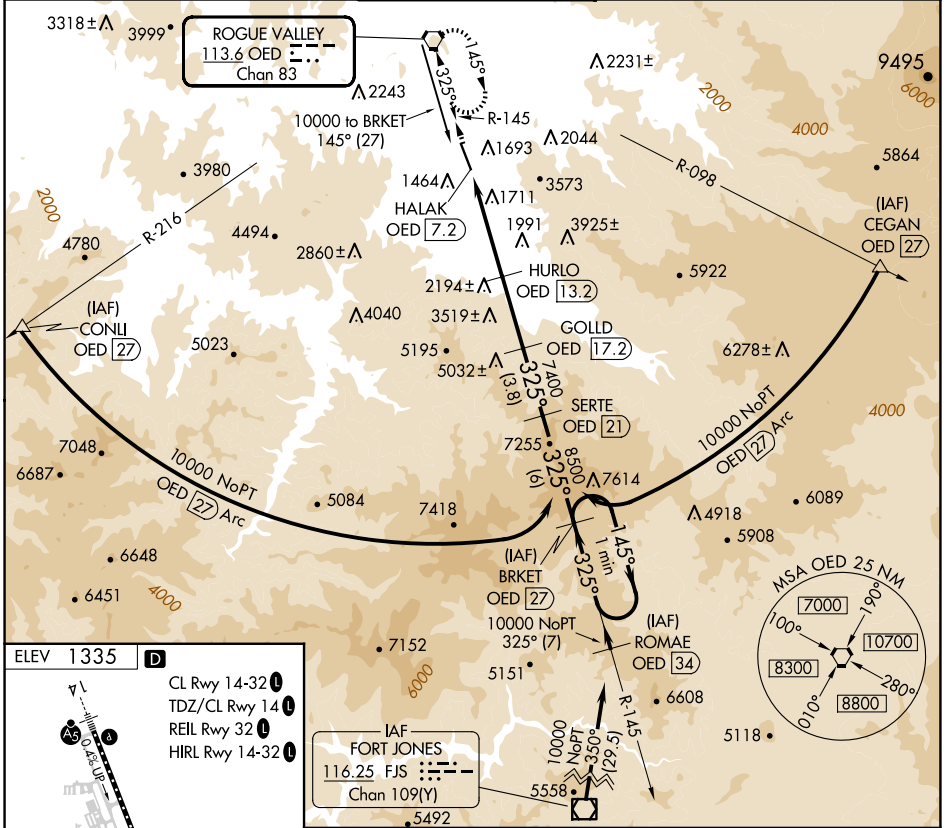 3318±
3999
ROGUE VALLEY
113.6 OED
Chan 83
145°
325°
2231±
9495
6000
2000
4000
2243
10000 to BRKET
145° (27)
R-145
1693
2044
R-098
5864
3980
1464
1711
3573
(IAF)
CEGAN
OED 27
2000
R-216
HALAK
OED 7.2
1991
3925±
4780
4494
2860±
HURLO
OED 13.2
2194±
5922
(IAF)
CONLI
OED 27
4040
3519±
GOLLD
OED 17.2
5023
5195
5032±
6278±
325°
7400
(3.8)
SERTE
OED 21
4000
7048
6687
10000 NoPT
OED 27 Arc
7255
325°
8500
(6)
7614
10000 NoPT
OED 27 Arc
5084
7418
4918
6089
5908
6648
6451
4000
(IAF)
BRKET
OED 27
325°
145°
1 min
10000 NoPT
325° (7)
(IAF)
ROMAE
OED 34
MSA OED 25 NM
7000
190°
100°
10700
8300
280°
010°
8800
7152
6000
5151
6608
R-145
5118
ELEV 1335 D
14
A5
0.4% UP
CL Rwy 14-32 L
TDZ/CL Rwy 14 L
REIL Rwy 32 L
HIRL Rwy 14-32 L
IAF
FORT JONES
116.25 FJS
Chan 109(Y)
10000
NoPT
350°
(29.5)
5558
5492